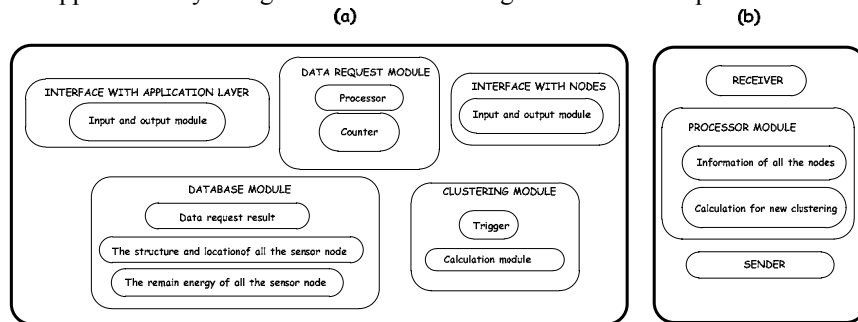 (a)
(b)
INTERFACE WITH APPLICATION LAYER
Input and output module
DATA REQUEST MODULE
Processor
Counter
INTERFACE WITH NODES
Input and output module
DATABASE MODULE
Data request result
The structure and locationof all the sensor node
The remain energy of all the sensor node
CLUSTERING MODULE
Trigger
Calculation module
RECEIVER
PROCESSOR MODULE
Information of all the nodes
Calculation for new clustering
SENDER